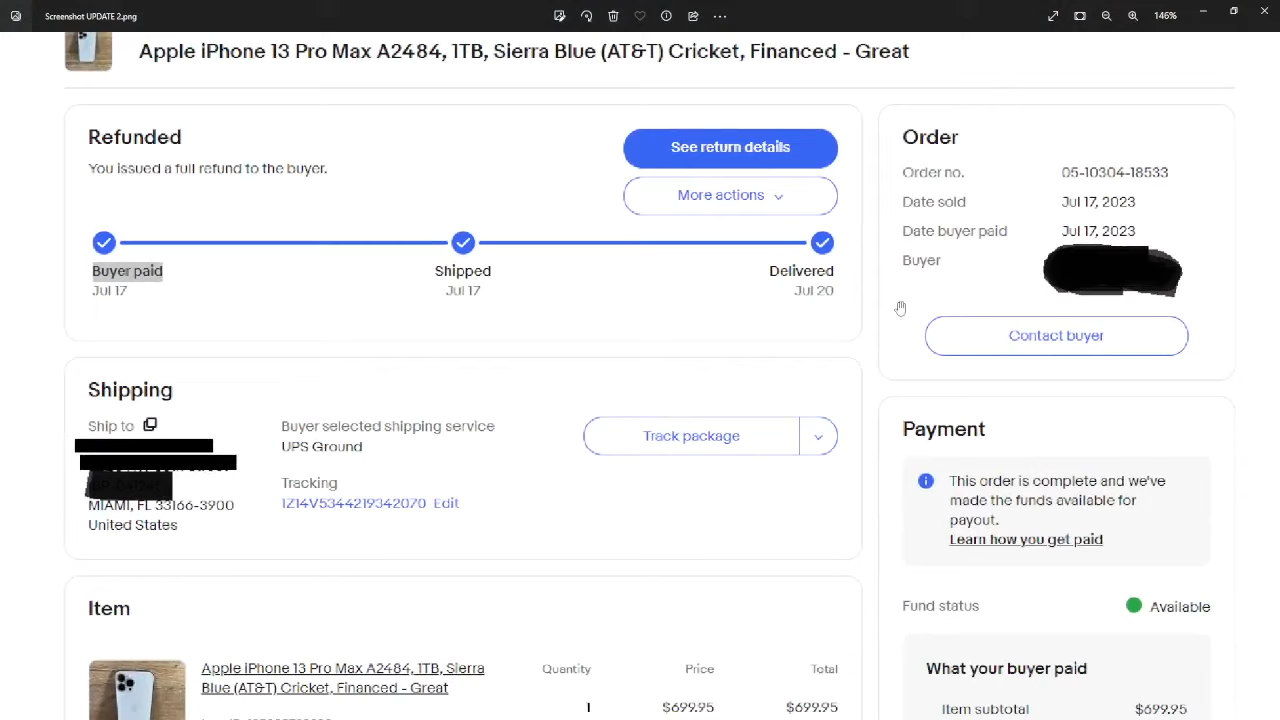 Screenshot UPDATE 2.png
146%
Apple iPhone 13 Pro Max A2484, 1TB, Sierra Blue (AT&T) Cricket, Financed - Great
Refunded
You issued a full refund to the buyer.
See return details
More actions
Buyer paid
Jul 17
Shipped
Jul 17
Delivered
Jul 20
Order
Order no. 05-10304-18533
Date sold Jul 17, 2023
Date buyer paid Jul 17, 2023
Buyer
Contact buyer
Shipping
Ship to
MIAMI, FL 33166-3900
United States
Buyer selected shipping service
UPS Ground
Tracking
1Z14V5344219342070 Edit
Track package
Payment
This order is complete and we've
made the funds available for
payout.
Learn how you get paid
Fund status Available
What your buyer paid
Item subtotal $699.95
Item
Quantity Price Total
Apple iPhone 13 Pro Max A2484, 1TB, Sierra
Blue (AT&T) Cricket, Financed - Great
1 $699.95 $699.95